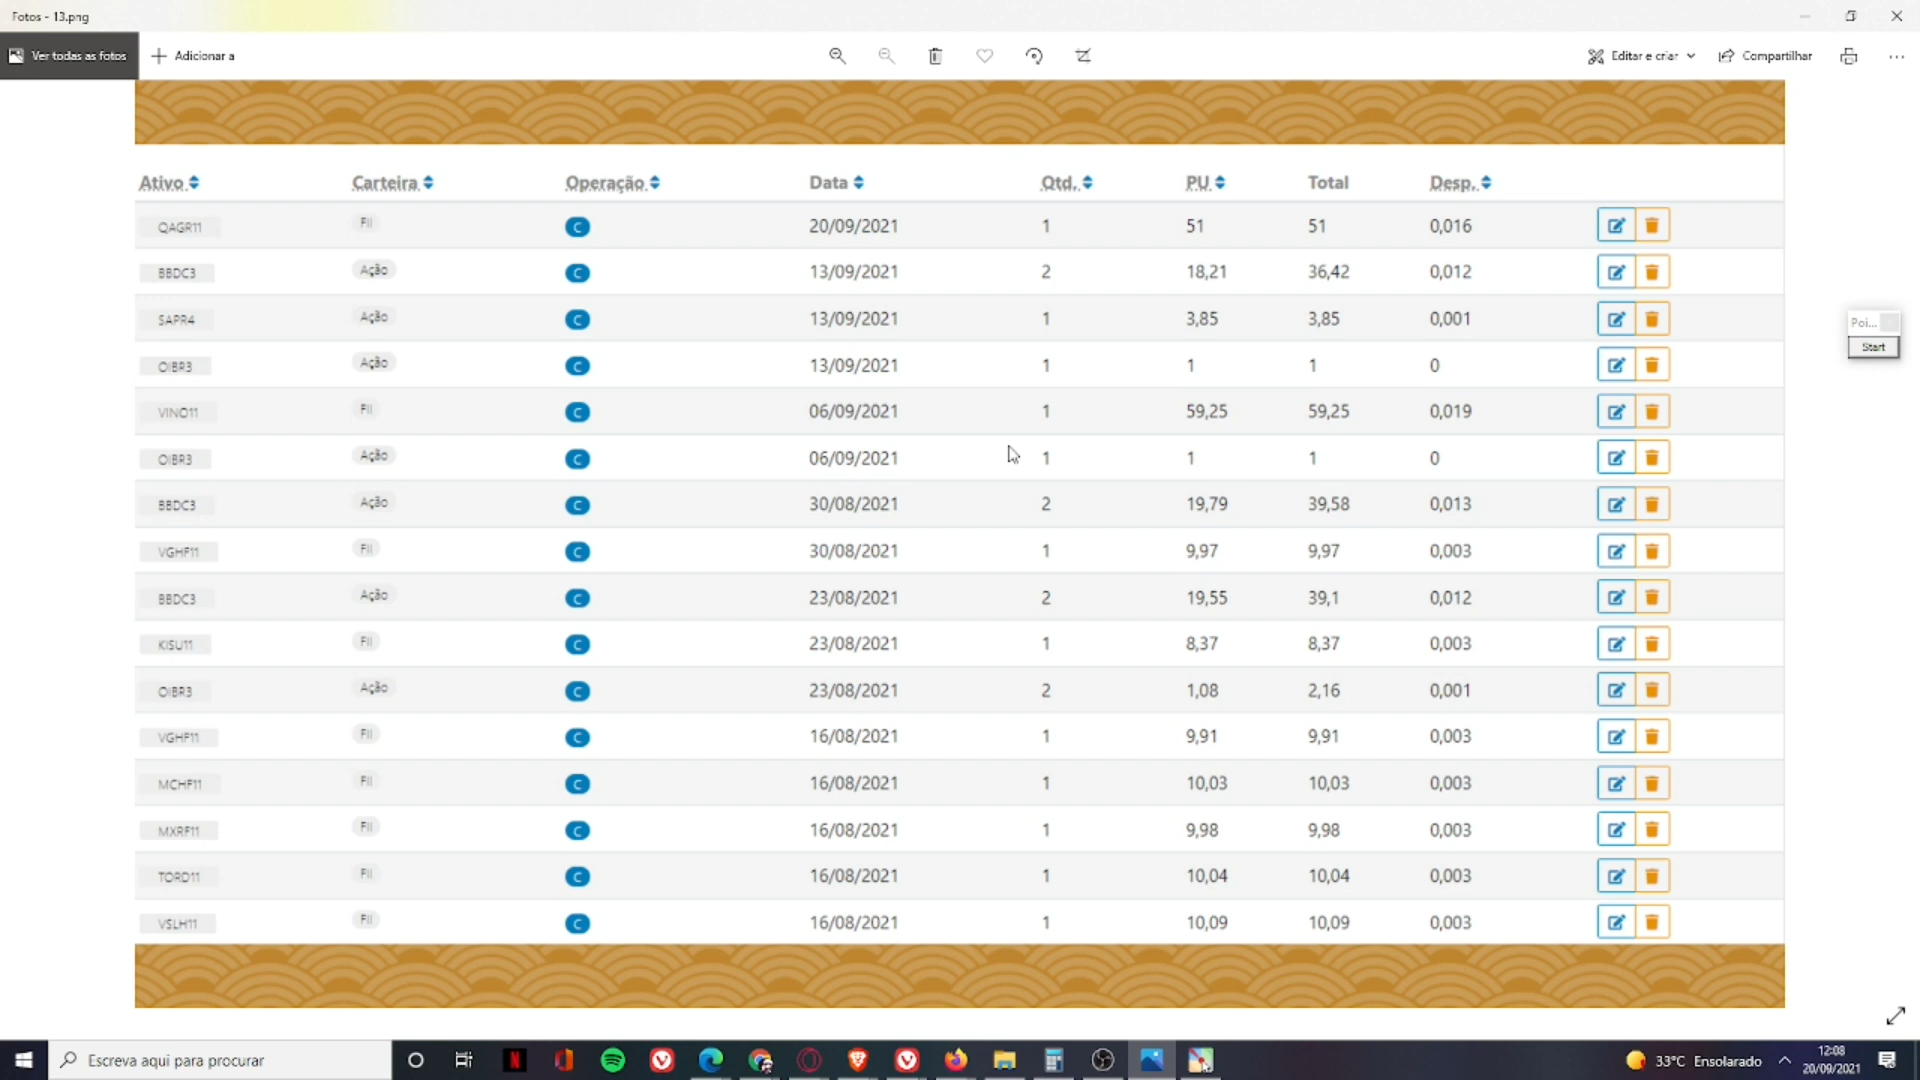 Fotos - 13.png
Ver todas as fotos
Adicionar a
Editar e criar
Compartilhar
Ativo Carteira Operação Data Qtd. PU Total Desp.
QAGR11 FII C 20/09/2021 1 51 51 0,016
BBDC3 Ação C 13/09/2021 2 18,21 36,42 0,012
SAPR4 Ação C 13/09/2021 1 3,85 3,85 0,001
OIBR3 Ação C 13/09/2021 1 1 1 0
VINO11 FII C 06/09/2021 1 59,25 59,25 0,019
OIBR3 Ação C 06/09/2021 1 1 1 0
BBDC3 Ação C 30/08/2021 2 19,79 39,58 0,013
VGHF11 FII C 30/08/2021 1 9,97 9,97 0,003
BBDC3 Ação C 23/08/2021 2 19,55 39,1 0,012
KISU11 FII C 23/08/2021 1 8,37 8,37 0,003
OIBR3 Ação C 23/08/2021 2 1,08 2,16 0,001
VGHF11 FII C 16/08/2021 1 9,91 9,91 0,003
MCHF11 FII C 16/08/2021 1 10,03 10,03 0,003
MXRF11 FII C 16/08/2021 1 9,98 9,98 0,003
TORD11 FII C 16/08/2021 1 10,04 10,04 0,003
VSLH11 FII C 16/08/2021 1 10,09 10,09 0,003
Poi...
Start
Escreva aqui para procurar
33°C Ensolarado
12:08
20/09/2021